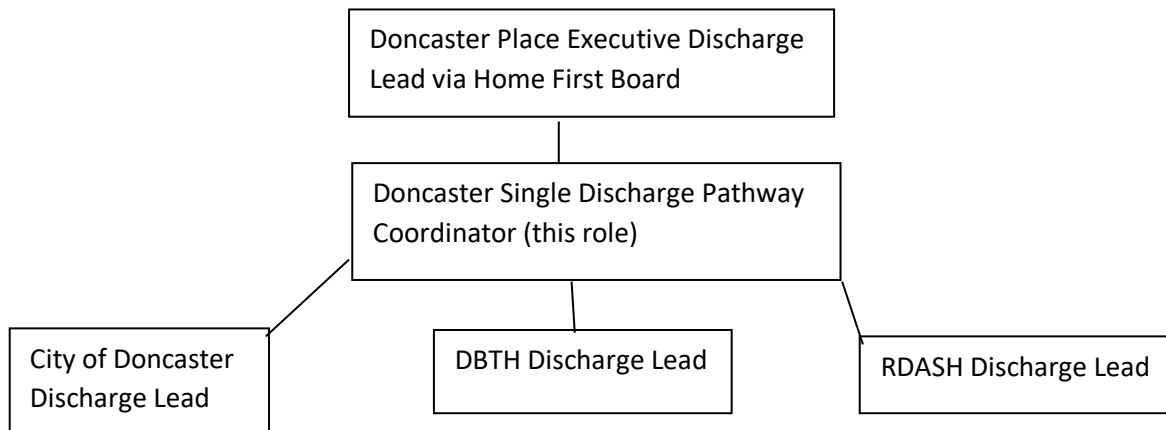 Doncaster Place Executive Discharge
Lead via Home First Board
Doncaster Single Discharge Pathway
Coordinator (this role)
City of Doncaster
Discharge Lead
DBTH Discharge Lead
RDASH Discharge Lead